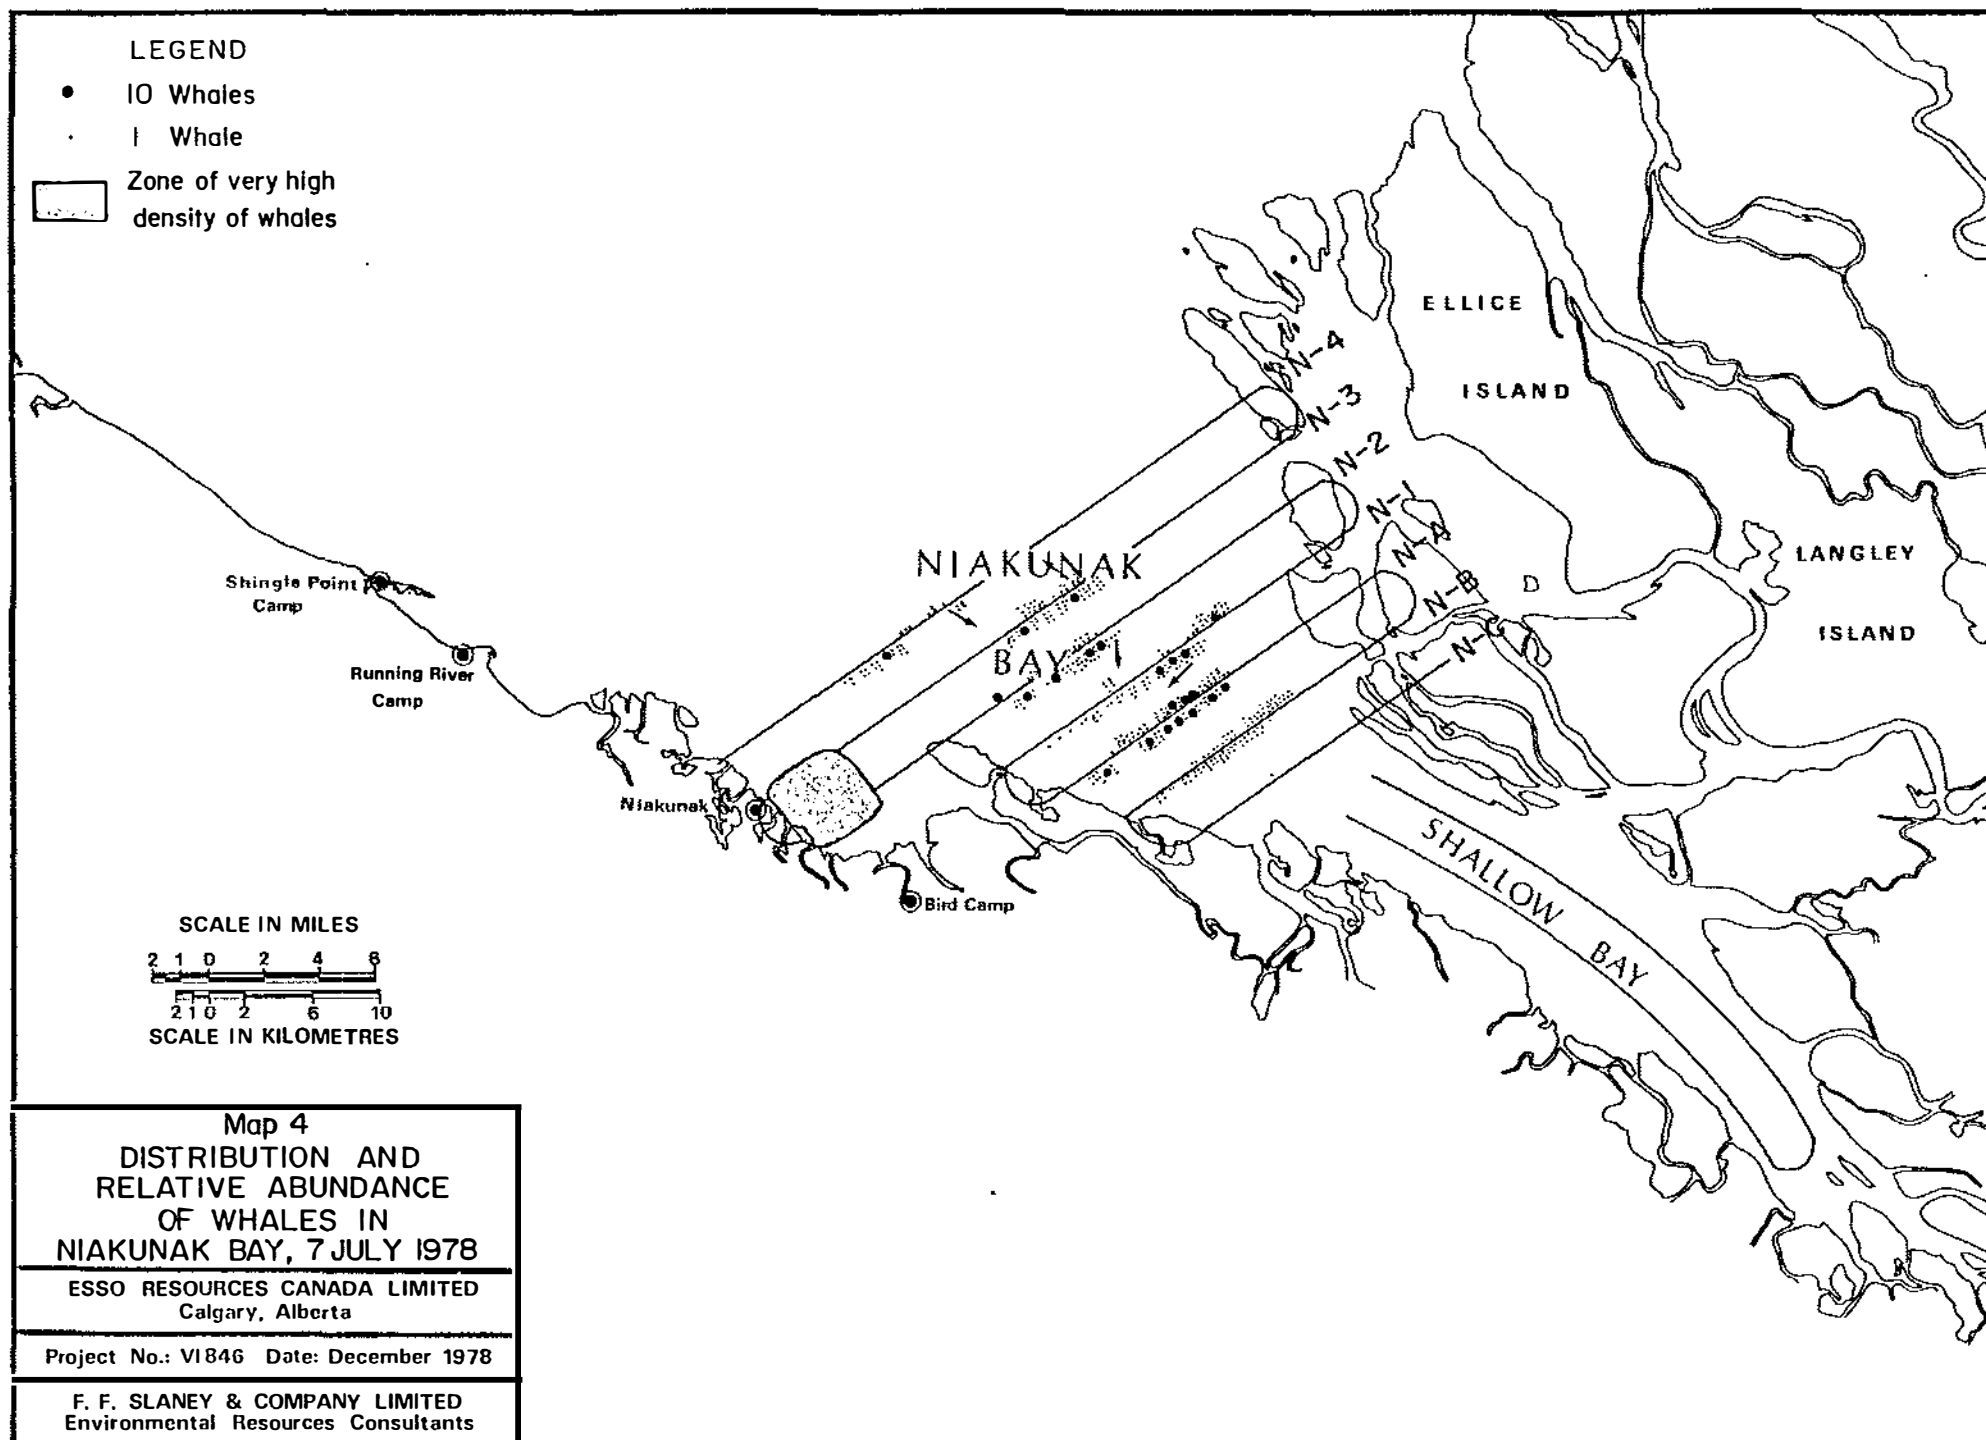 LEGEND
10 Whales
1 Whale
Zone of very high
density of whales
ELLICE
ISLAND
N-4
N-3
N-2
N-1
N-A
N-B
N-
D
LANGLEY
ISLAND
NIAKUNAK
BAY
Shingle Point
Camp
Running River
Camp
Niakunak
Bird Camp
SHALLOW BAY
SCALE IN MILES
2 1 0 2 4 6
2 1 0 2 6 10
SCALE IN KILOMETRES
Map 4
DISTRIBUTION AND
RELATIVE ABUNDANCE
OF WHALES IN
NIAKUNAK BAY, 7 JULY 1978
ESSO RESOURCES CANADA LIMITED
Calgary, Alberta
Project No.: V1846 Date: December 1978
F. F. SLANEY & COMPANY LIMITED
Environmental Resources Consultants